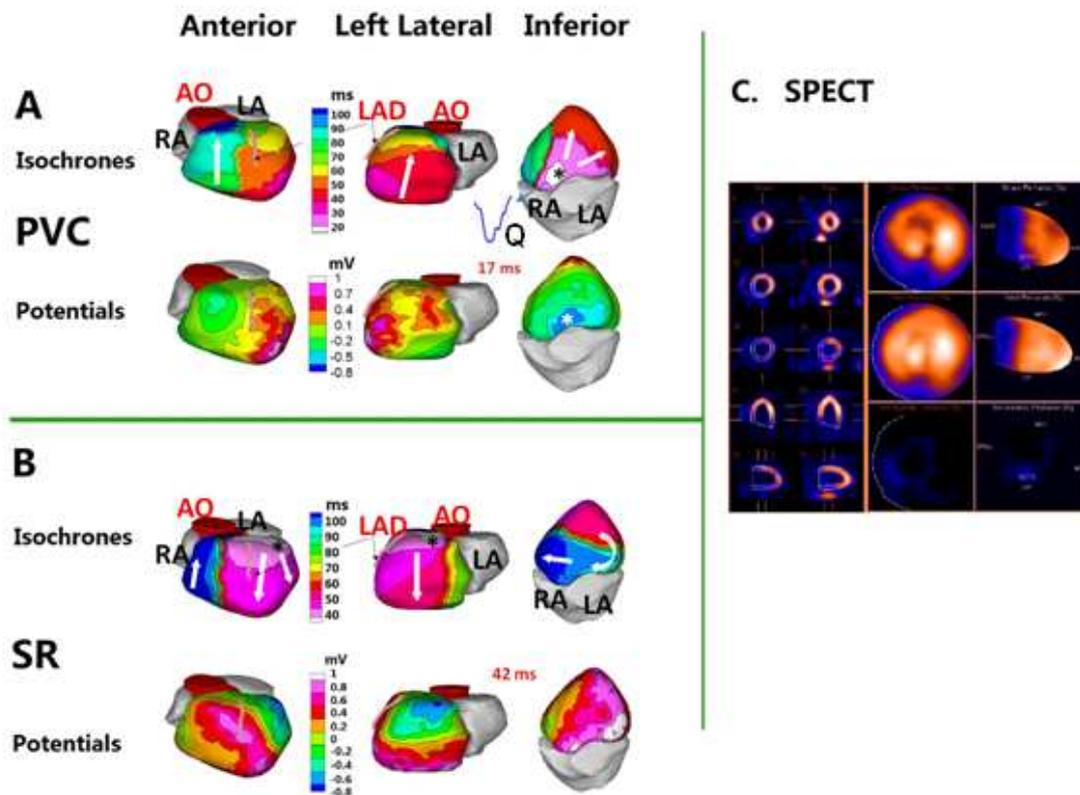 Anterior Left Lateral Inferior
A
AO LA ms LAD AO
100
90
80
70
60
50
40
30
20
RA LA
Isochrones
RA LA
Q
PVC
mV
17 ms
1
0.7
0.4
0.1
-0.2
-0.5
-0.8
Potentials
*
B
Isochrones
AO LA ms LAD AO
100
90
80
70
60
50
40
RA LA
RA LA
SR
mV
42 ms
1
0.8
0.6
0.4
0.2
0
-0.2
-0.4
-0.6
-0.8
Potentials
C. SPECT